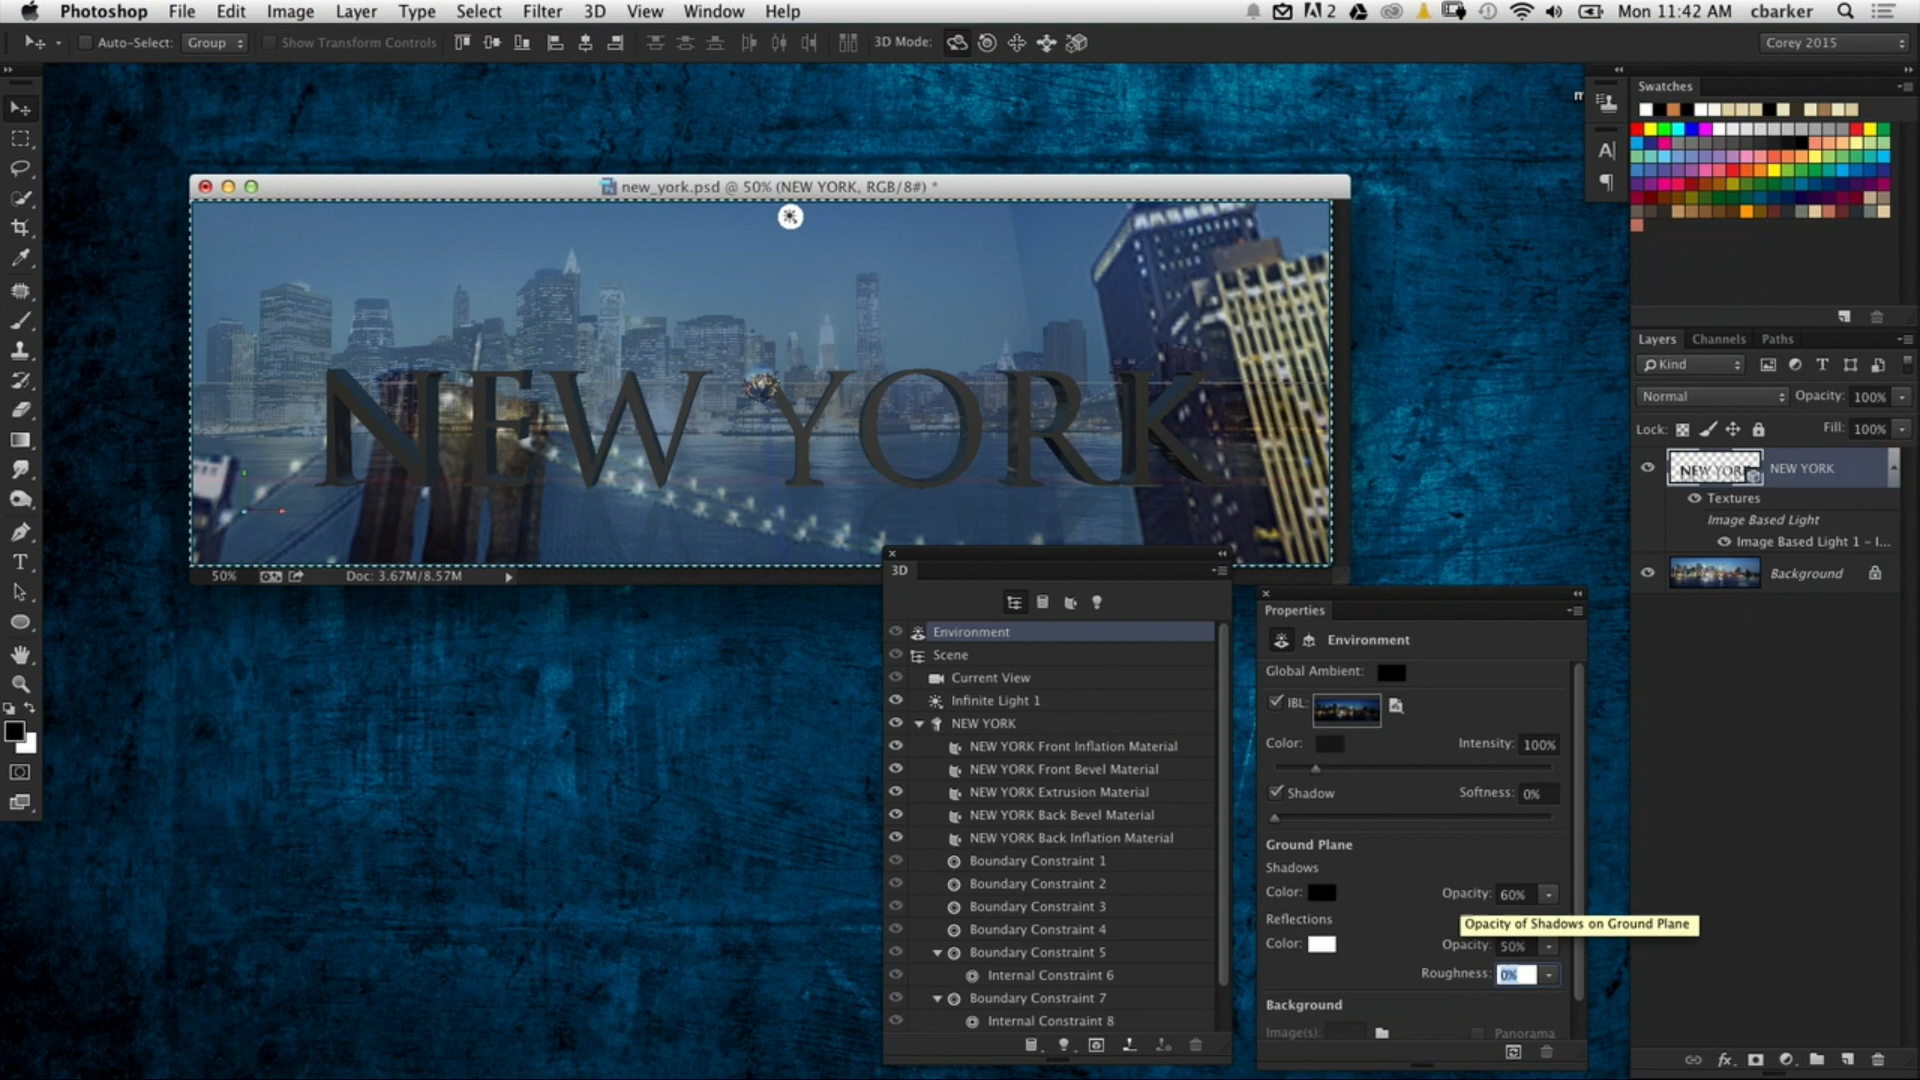 Photoshop File Edit Image Layer Type Select Filter 3D View Window Help 2 Mon 11:42 AM cbarker
Auto-Select: Group Show Transform Controls 3D Mode: Corey 2015
Swatches
new_york.psd @ 50% (NEW YORK, RGB/8#) *
NEW YORK
50% Doc: 3.67M/8.57M
Layers Channels Paths
Kind
Normal Opacity: 100%
Lock: Fill: 100%
NEW YORK NEW YORK
Textures
Image Based Light
Image Based Light 1 - I...
Background
3D
Environment
Scene
Current View
Infinite Light 1
NEW YORK
NEW YORK Front Inflation Material
NEW YORK Front Bevel Material
NEW YORK Extrusion Material
NEW YORK Back Bevel Material
NEW YORK Back Inflation Material
Boundary Constraint 1
Boundary Constraint 2
Boundary Constraint 3
Boundary Constraint 4
Boundary Constraint 5
Internal Constraint 6
Boundary Constraint 7
Internal Constraint 8
Properties
Environment
Global Ambient:
IBL:
Color: Intensity: 100%
Shadow Softness: 0%
Ground Plane
Shadows
Color: Opacity: 60%
Reflections
Opacity of Shadows on Ground Plane
Color: Opacity: 50%
Roughness: 0%
Background
Image(s): Panorama